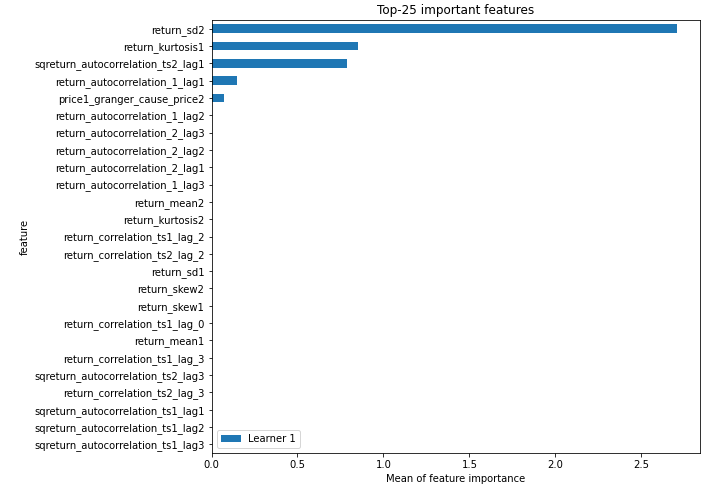 Top-25 important features
return_sd2
return_kurtosis1
sqreturn_autocorrelation_ts2_lag1
return_autocorrelation_1_lag1
price1_granger_cause_price2
return_autocorrelation_1_lag2
return_autocorrelation_2_lag3
return_autocorrelation_2_lag2
return_autocorrelation_2_lag1
return_autocorrelation_1_lag3
return_mean2
return_kurtosis2
return_correlation_ts1_lag_2
return_correlation_ts2_lag_2
return_sd1
return_skew2
return_skew1
return_correlation_ts1_lag_0
return_mean1
return_correlation_ts1_lag_3
sqreturn_autocorrelation_ts2_lag3
return_correlation_ts2_lag_3
sqreturn_autocorrelation_ts1_lag1
sqreturn_autocorrelation_ts1_lag2
sqreturn_autocorrelation_ts1_lag3
feature
Learner 1
0.0 0.5 1.0 1.5 2.0 2.5
Mean of feature importance